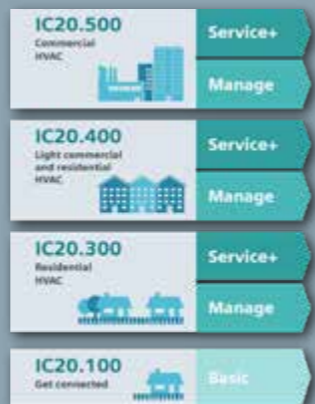 IC20.500
Commercial
HVAC
Service+
Manage
IC20.400
Light commercial
and residential
HVAC
Service+
Manage
IC20.300
Residential
HVAC
Service+
Manage
IC20.100
Get connected
Basic